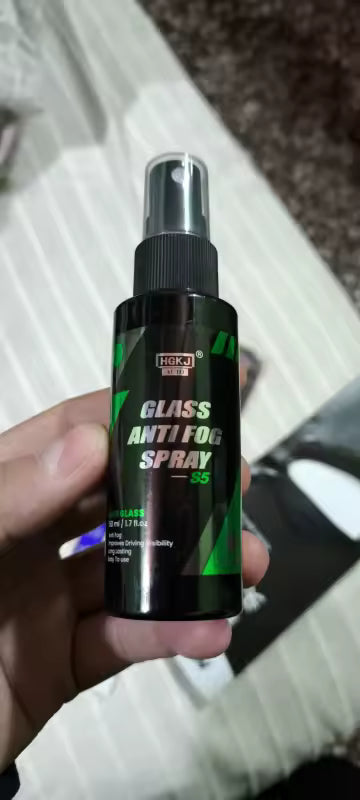 HGKJ®
GLASS
ANTI FOG
SPRAY
S5
GLASS
50 ml / 1.7 fl.oz
Anti Fog
Improves Driving Visibility
Long Lasting
Easy To use